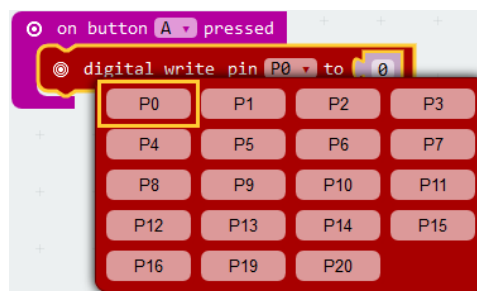 on button A pressed
digital write pin P0 to 0
P0 P1 P2 P3
P4 P5 P6 P7
P8 P9 P10 P11
P12 P13 P14 P15
P16 P19 P20